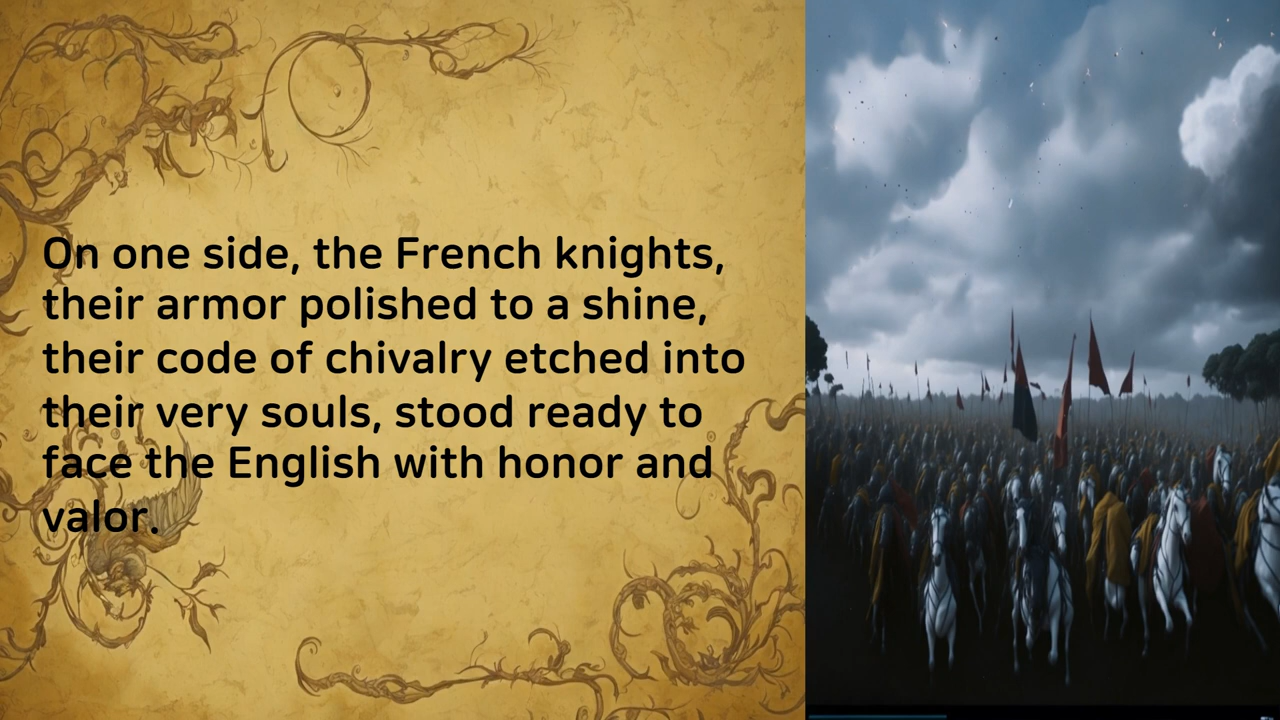 On one side, the French knights,
their armor polished to a shine,
their code of chivalry etched into
their very souls, stood ready to
face the English with honor and
valor.